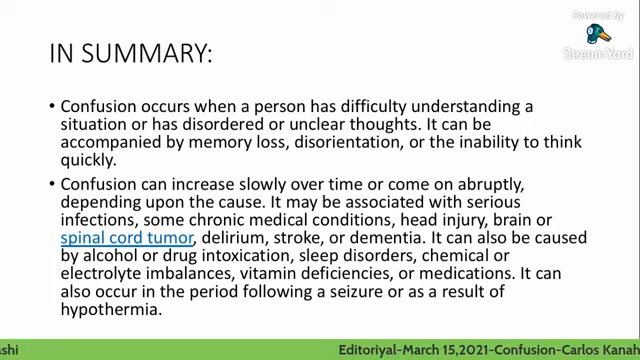 Powered by
StreamYard
IN SUMMARY:
• Confusion occurs when a person has difficulty understanding a
situation or has disordered or unclear thoughts. It can be
accompanied by memory loss, disorientation, or the inability to think
quickly.
• Confusion can increase slowly over time or come on abruptly,
depending upon the cause. It may be associated with serious
infections, some chronic medical conditions, head injury, brain or
spinal cord tumor, delirium, stroke, or dementia. It can also be caused
by alcohol or drug intoxication, sleep disorders, chemical or
electrolyte imbalances, vitamin deficiencies, or medications. It can
also occur in the period following a seizure or as a result of
hypothermia.
ashi Editoriyal-March 15,2021-Confusion-Carlos Kanah